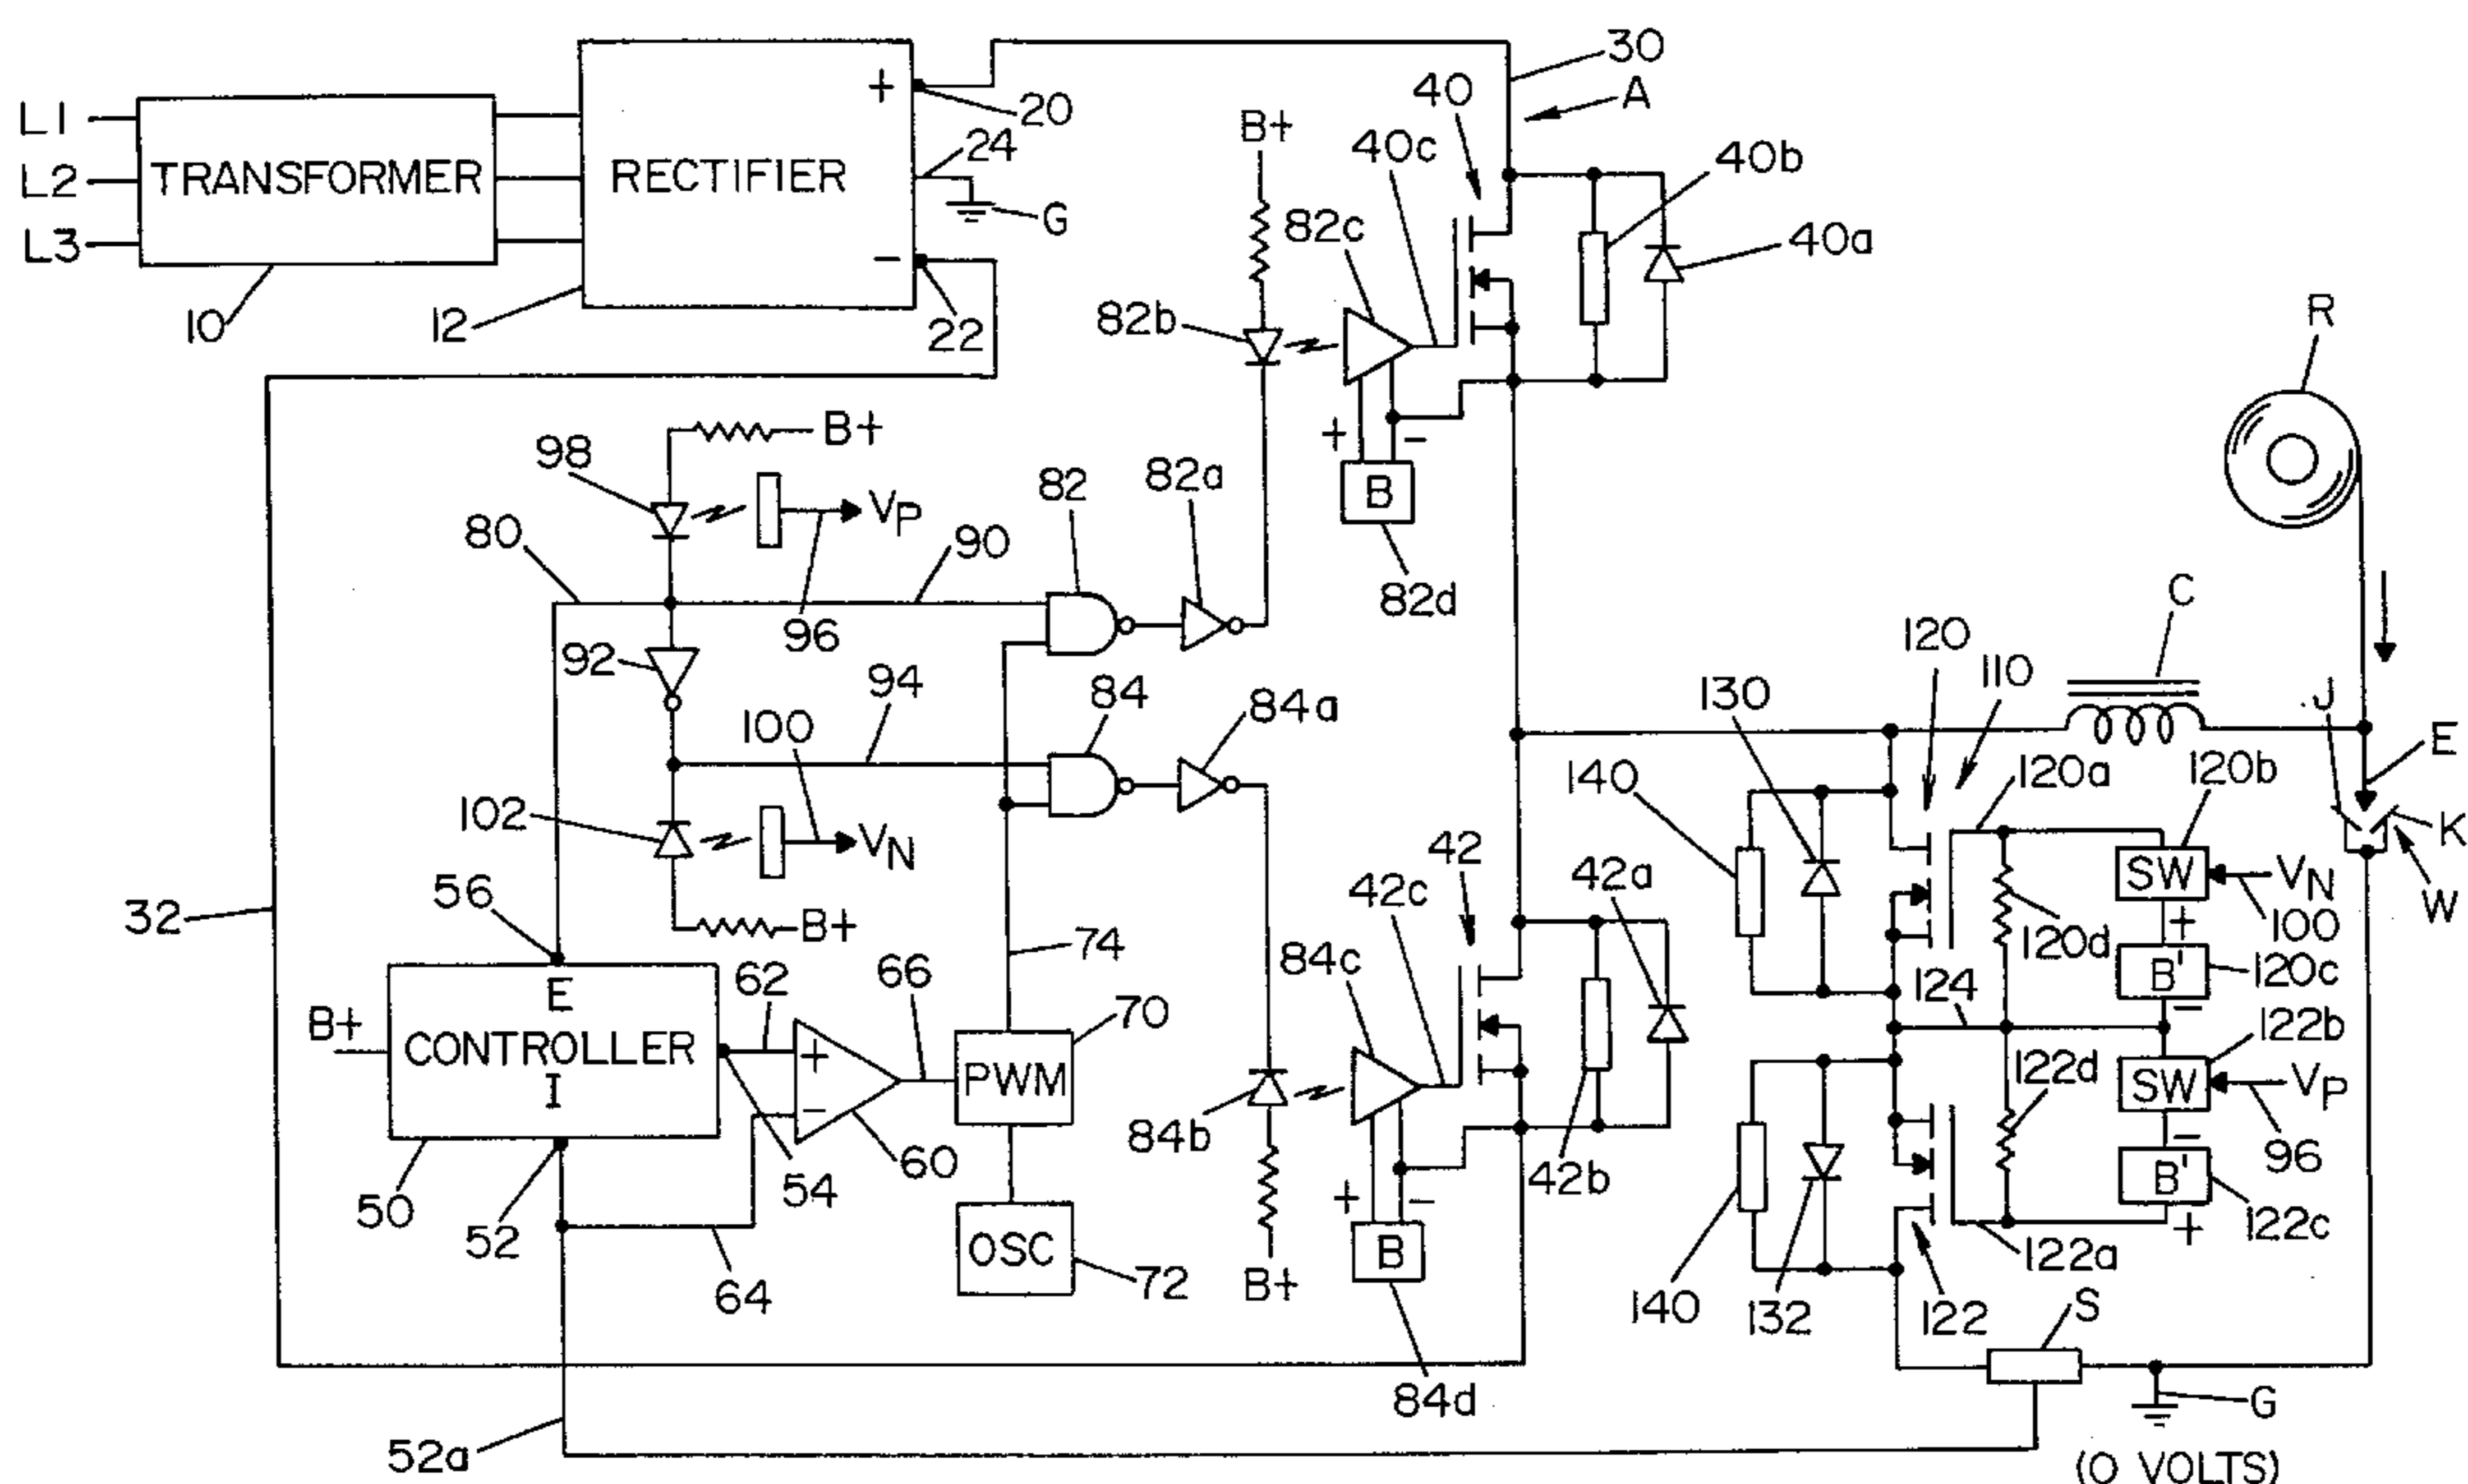 30
A
L1
L2
L3
TRANSFORMER
RECTIFIER
+
20
24
G
−
22
10
12
B+
40
40c
40b
40a
82c
82b
+
−
B
82d
R
98
B+
VP
80
96
90
82
82a
92
94
84
84a
100
102
VN
B+
32
56
E
B+
CONTROLLER
I
50
52
54
62
+
−
60
64
66
70
PWM
74
OSC
72
52a
84b
B+
84c
42c
42
42a
42b
+
−
B
84d
C
120
110
130
140
120a
120b
J
E
K
W
SW
VN
100
+
120d
B'
120c
−
124
122b
122d
SW
VP
96
−
B'
122c
+
122a
140
132
122
S
G
(0 VOLTS)